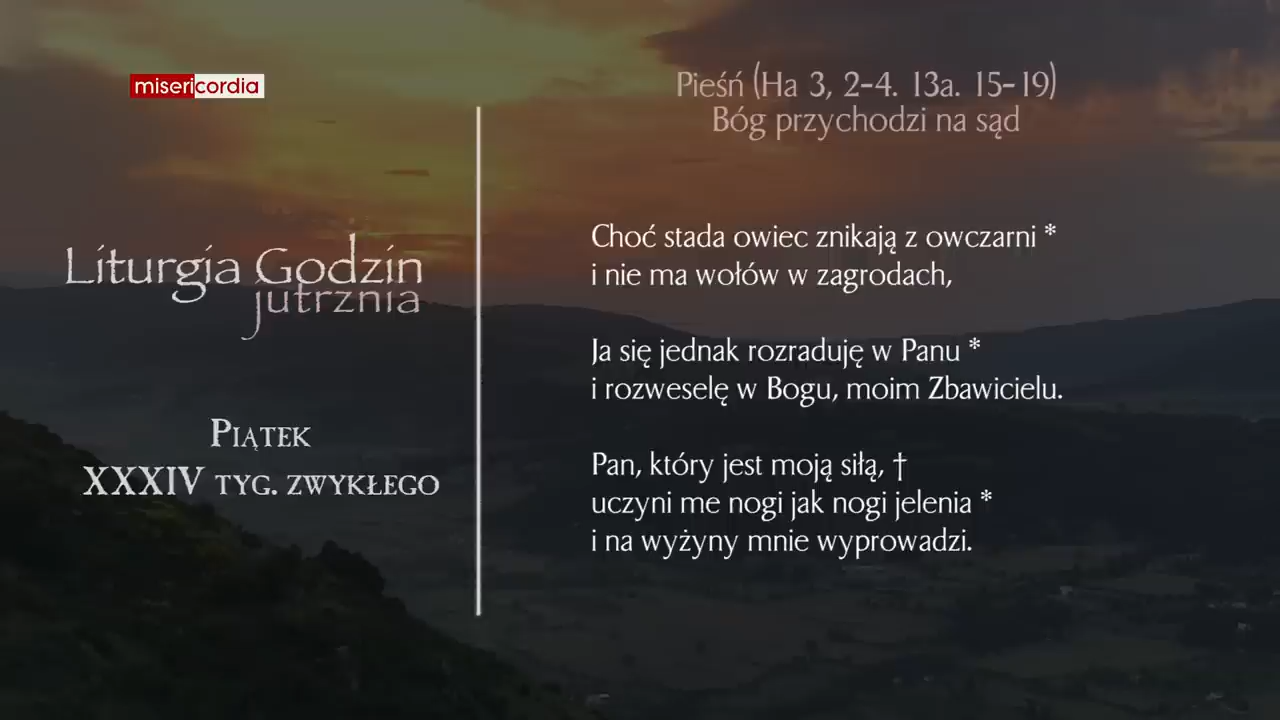 misericordia
Liturgia Godzin
jutrznia
Piątek
XXXIV tyg. zwykłego
Pieśń (Ha 3, 2-4. 13a. 15-19)
Bóg przychodzi na sąd
Choć stada owiec znikają z owczarni *
i nie ma wołów w zagrodach,
Ja się jednak rozraduję w Panu *
i rozweselę w Bogu, moim Zbawicielu.
Pan, który jest moją siłą, †
uczyni me nogi jak nogi jelenia *
i na wyżyny mnie wyprowadzi.